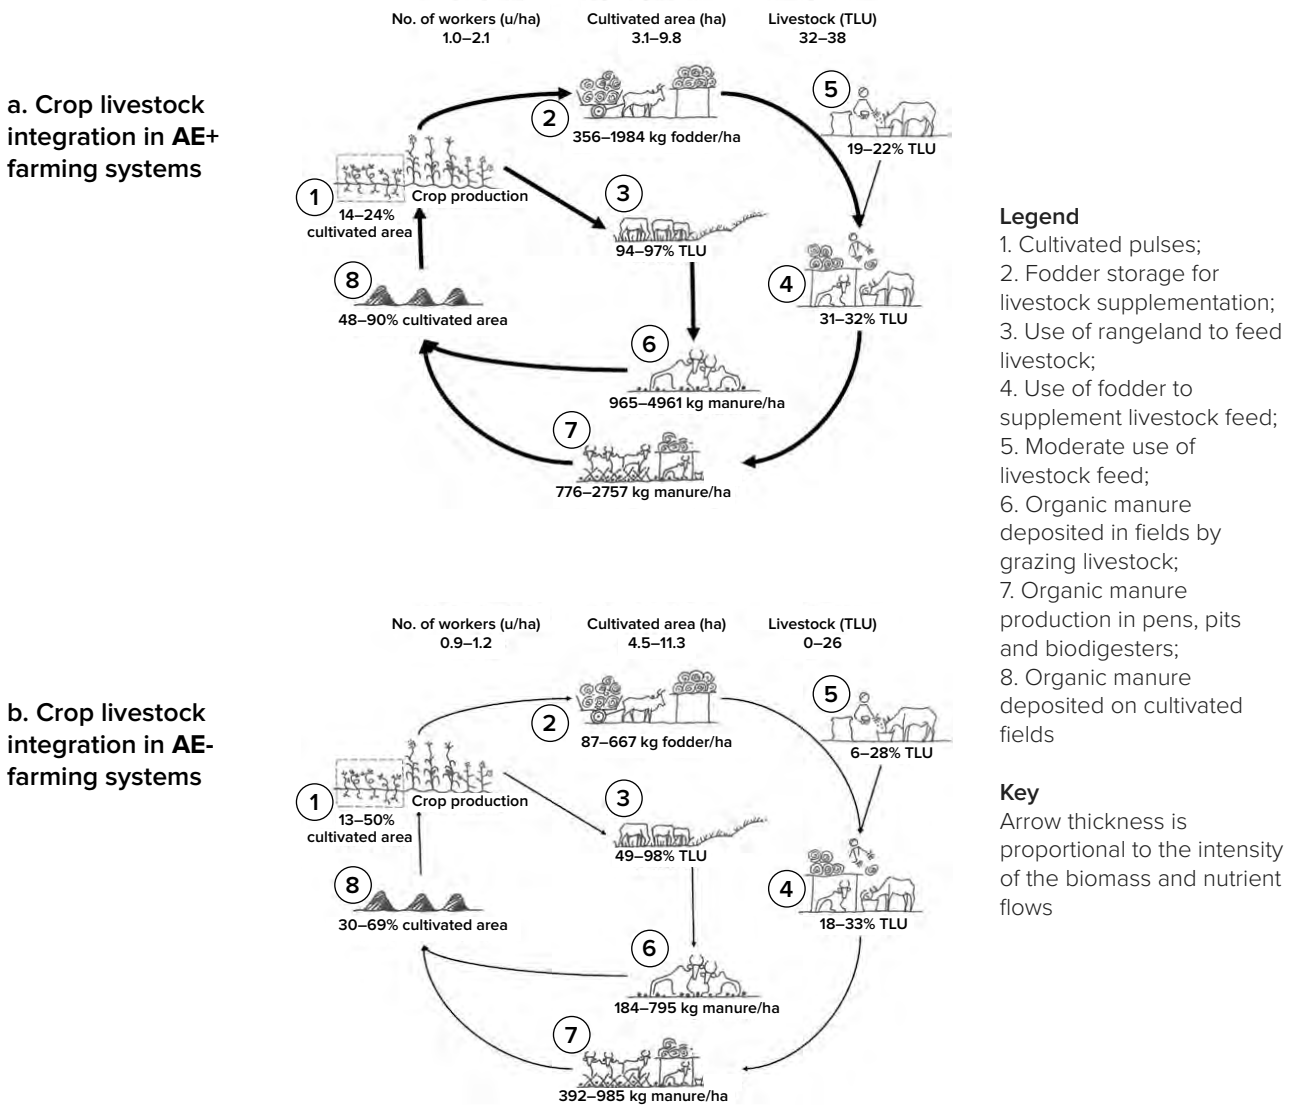 No. of workers (u/ha)
1.0–2.1
Cultivated area (ha)
3.1–9.8
Livestock (TLU)
32–38
a. Crop livestock
integration in AE+
farming systems
2
356–1984 kg fodder/ha
5
19–22% TLU
1
Crop production
14–24%
cultivated area
3
94–97% TLU
4
31–32% TLU
8
48–90% cultivated area
6
965–4961 kg manure/ha
7
776–2757 kg manure/ha
No. of workers (u/ha)
0.9–1.2
Cultivated area (ha)
4.5–11.3
Livestock (TLU)
0–26
b. Crop livestock
integration in AE-
farming systems
2
87–667 kg fodder/ha
5
6–28% TLU
1
Crop production
13–50%
cultivated area
3
49–98% TLU
4
18–33% TLU
8
30–69% cultivated area
6
184–795 kg manure/ha
7
392–985 kg manure/ha
Legend
1. Cultivated pulses;
2. Fodder storage for
livestock supplementation;
3. Use of rangeland to feed
livestock;
4. Use of fodder to
supplement livestock feed;
5. Moderate use of
livestock feed;
6. Organic manure
deposited in fields by
grazing livestock;
7. Organic manure
production in pens, pits
and biodigesters;
8. Organic manure
deposited on cultivated
fields
Key
Arrow thickness is
proportional to the intensity
of the biomass and nutrient
flows